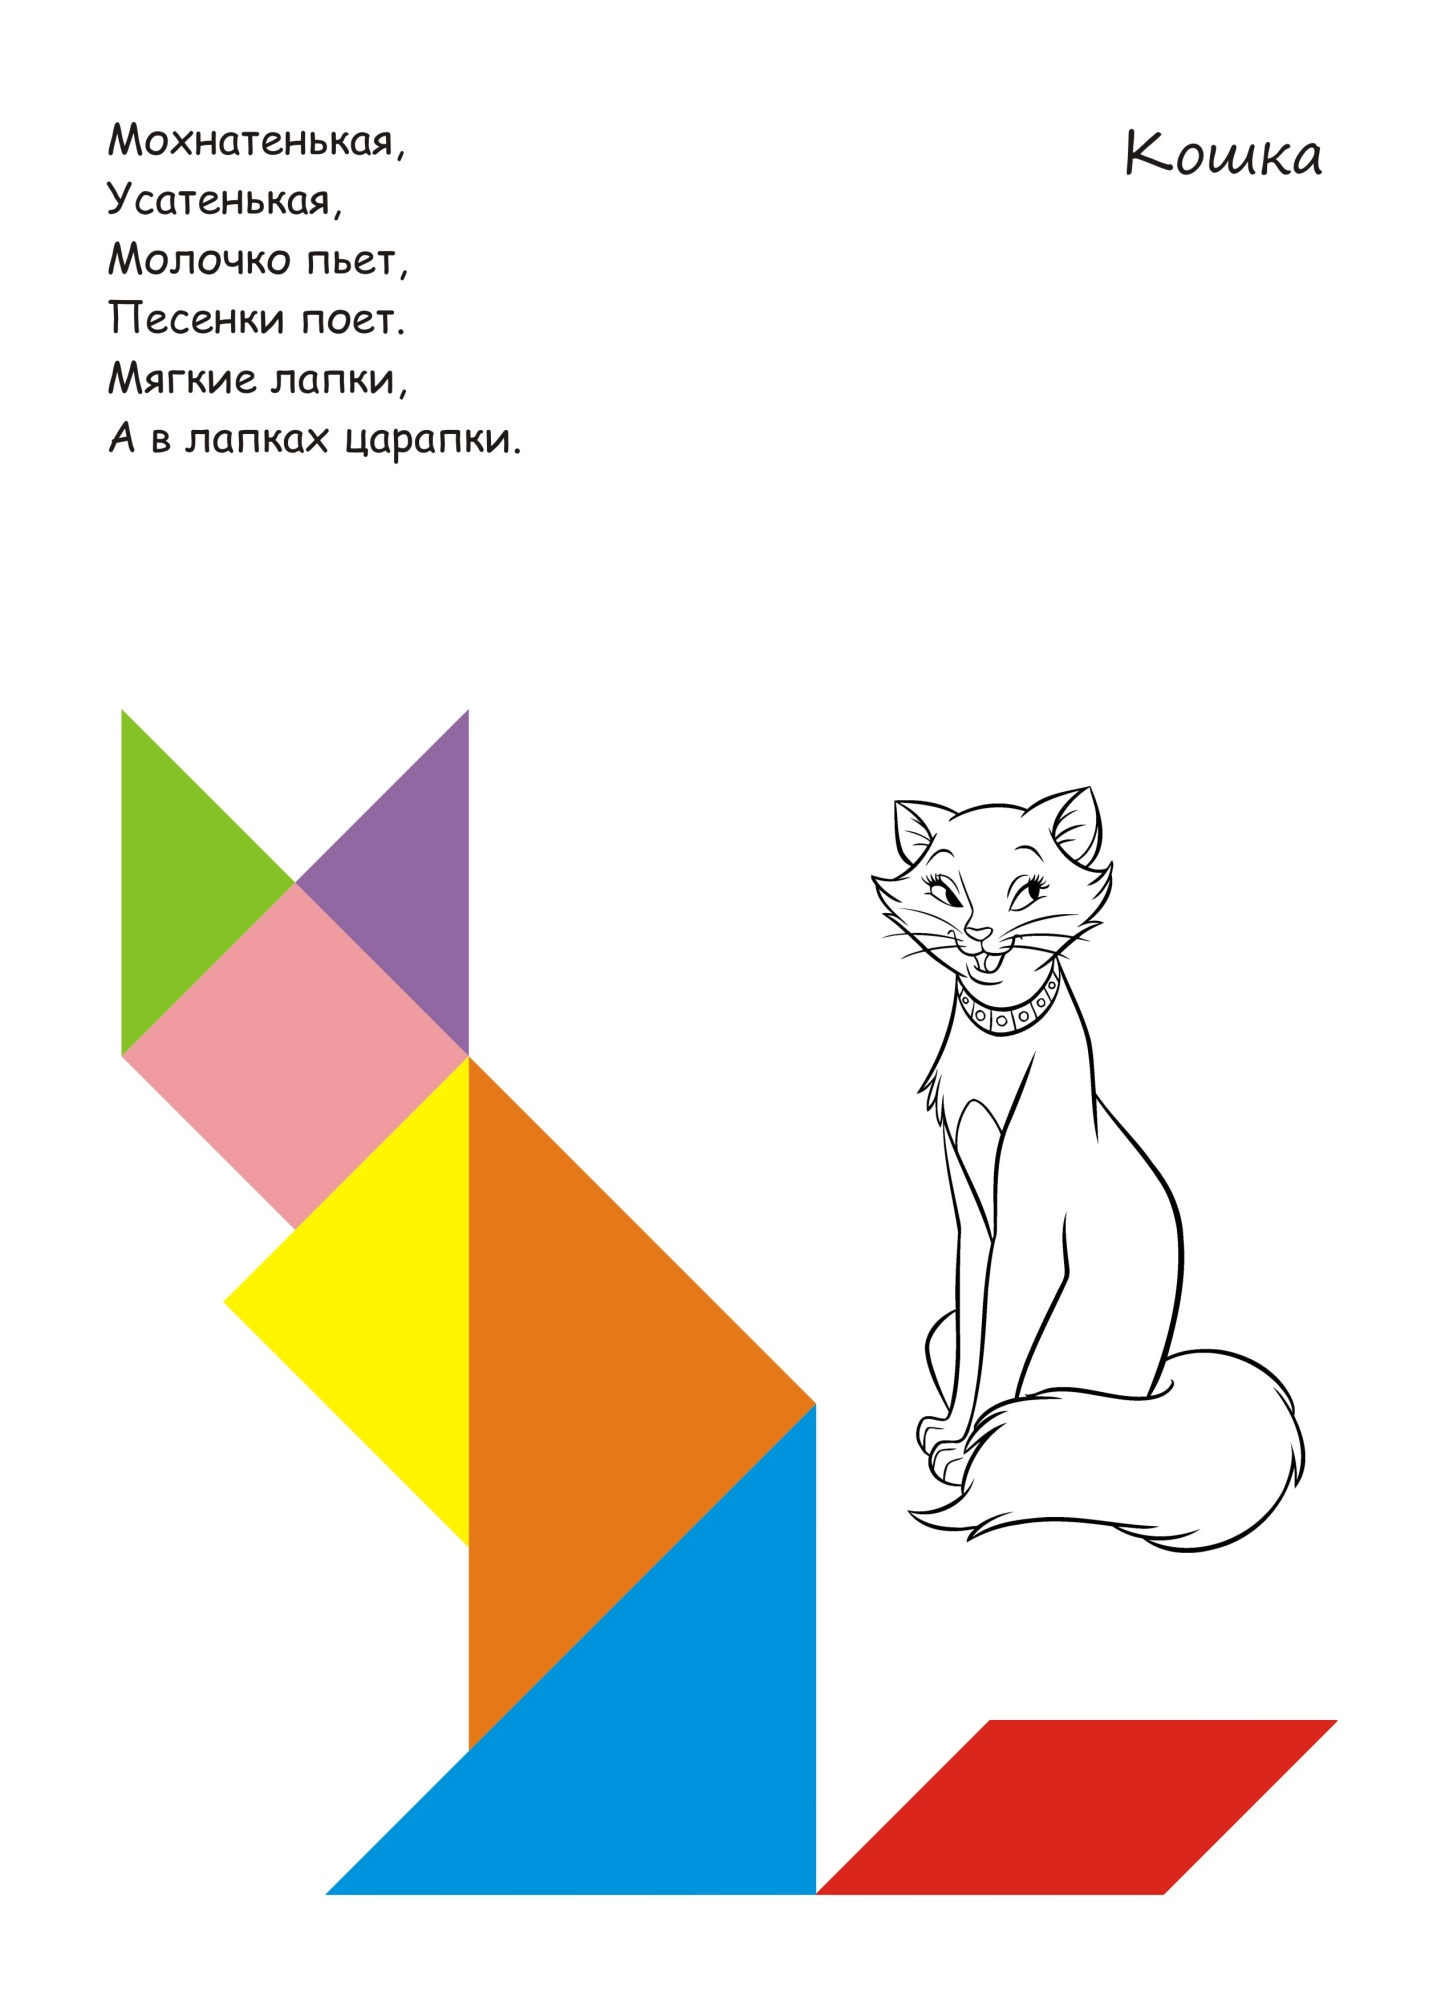 Мохнатенькая,
Усатенькая,
Молочко пьет,
Песенки поет.
Мягкие лапки,
А в лапках царапки.
Кошка